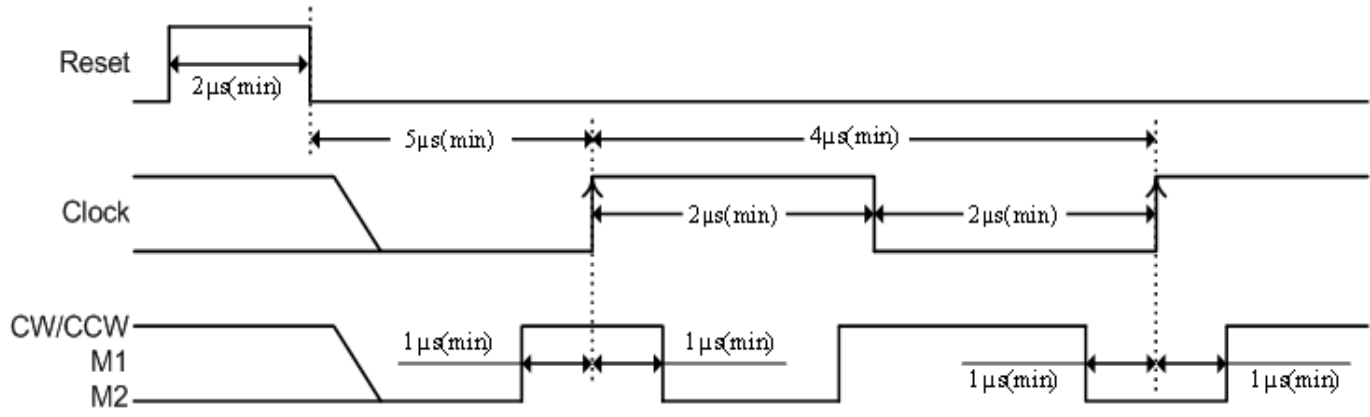 Reset
2µs(min)
5µs(min)
4µs(min)
Clock
2µs(min)
2µs(min)
CW/CCW
M1
M2
1µs(min)
1µs(min)
1µs(min)
1µs(min)